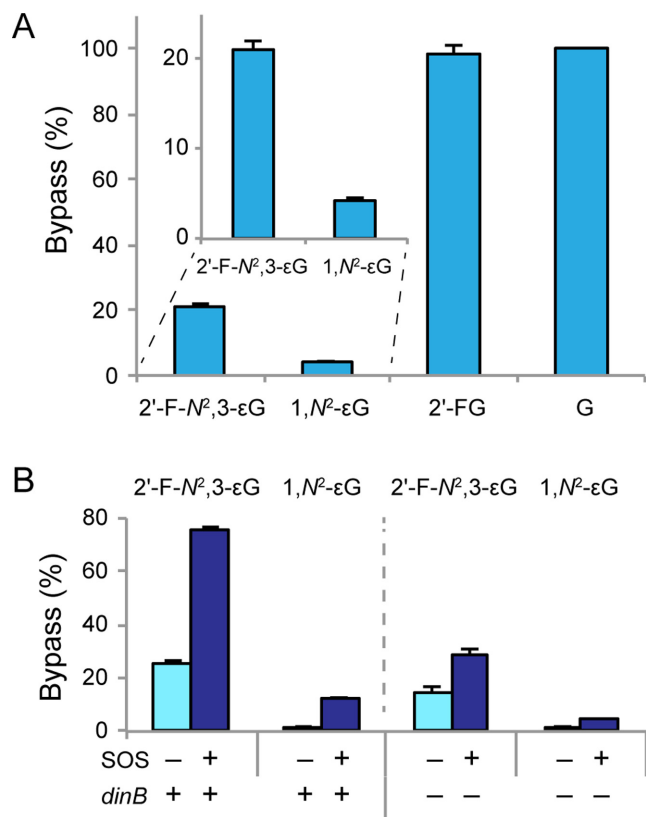 A
Bypass (%)
100
80
60
40
20
0
20
10
0
2'-F-N²,3-εG 1,N²-εG
2'-F-N²,3-εG 1,N²-εG 2'-FG G
B
2'-F-N²,3-εG 1,N²-εG 2'-F-N²,3-εG 1,N²-εG
Bypass (%)
80
60
40
20
0
SOS – + – + – + – +
dinB + + + + – – – –